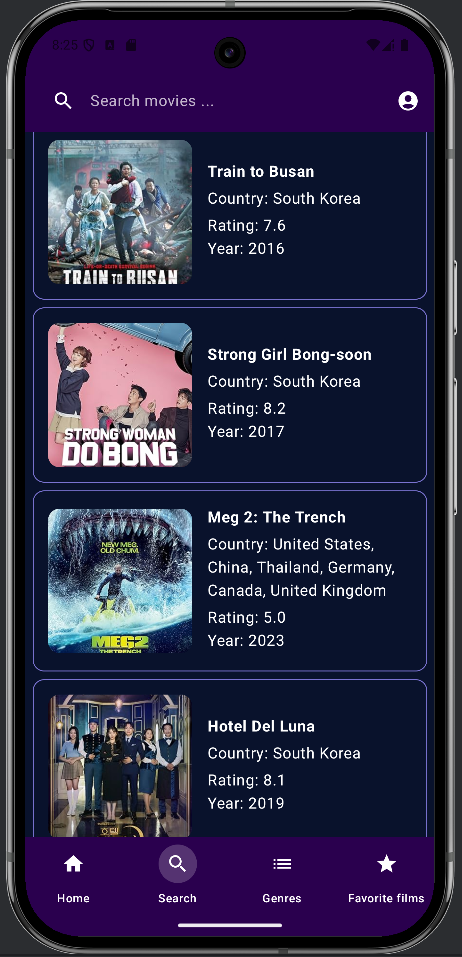 8:25
Search movies ...
TRAIN TO BUSAN
Train to Busan
Country: South Korea
Rating: 7.6
Year: 2016
STRONG WOMAN
DO BONG
Strong Girl Bong-soon
Country: South Korea
Rating: 8.2
Year: 2017
NEW MEG.
OLD CHUM.
MEG2
THE TRENCH
Meg 2: The Trench
Country: United States,
China, Thailand, Germany,
Canada, United Kingdom
Rating: 5.0
Year: 2023
Hotel Del Luna
Country: South Korea
Rating: 8.1
Year: 2019
Home
Search
Genres
Favorite films